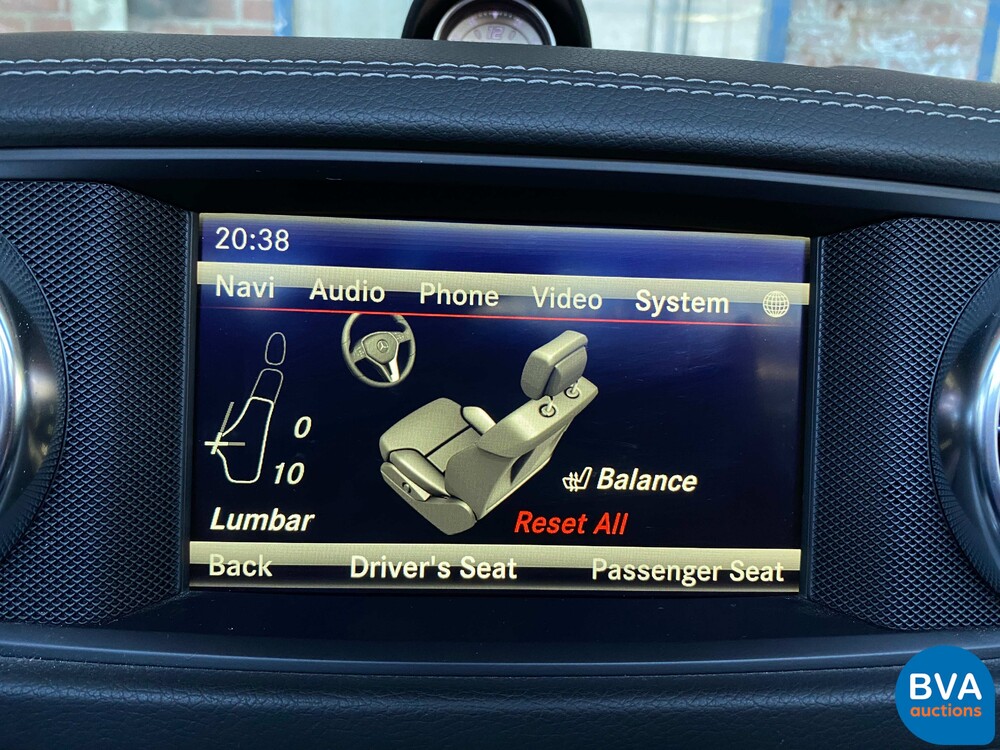 20:38
Navi Audio Phone Video System
0
10
Balance
Lumbar
Reset All
Back Driver's Seat Passenger Seat
BVA
auctions